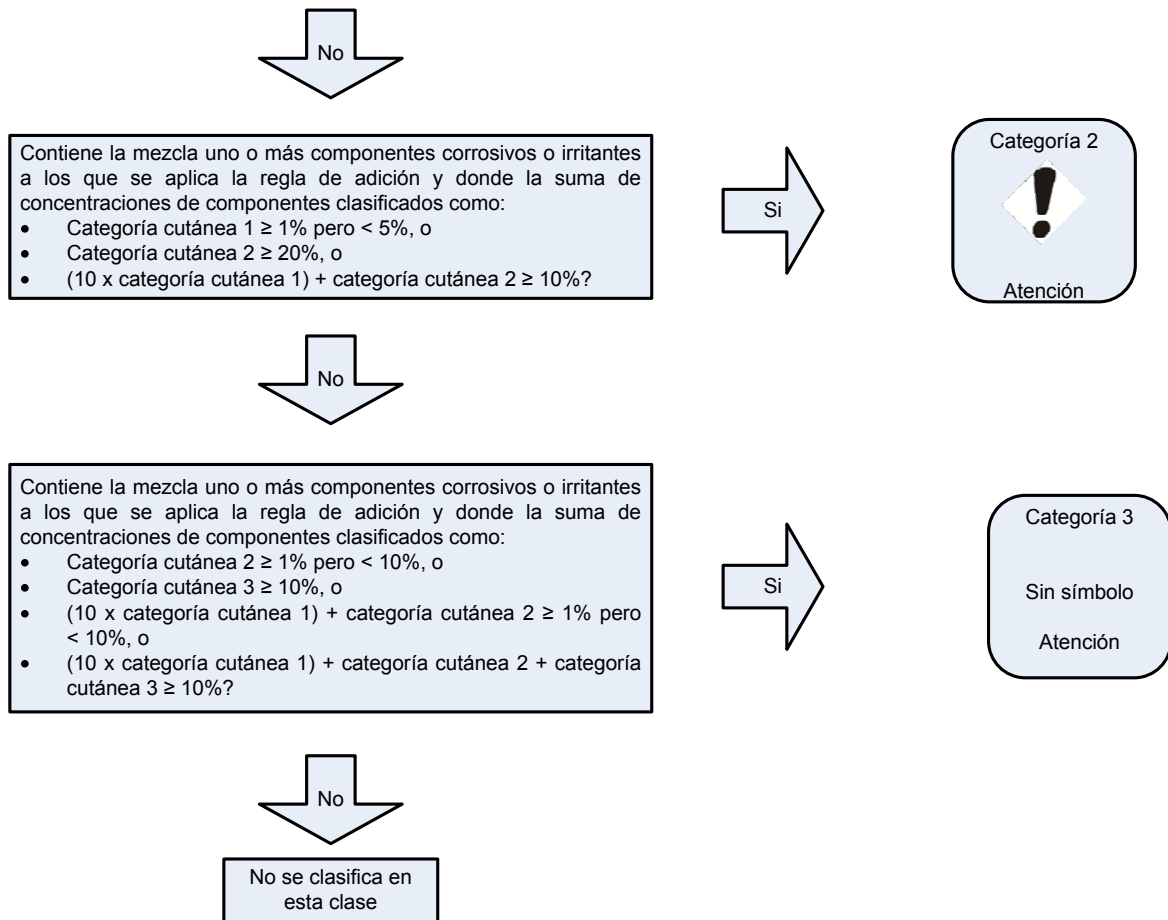 No
Contiene la mezcla uno o más componentes corrosivos o irritantes
a los que se aplica la regla de adición y donde la suma de
concentraciones de componentes clasificados como:
• Categoría cutánea 1 ≥ 1% pero < 5%, o
• Categoría cutánea 2 ≥ 20%, o
• (10 x categoría cutánea 1) + categoría cutánea 2 ≥ 10%?
Si
Categoría 2
Atención
No
Contiene la mezcla uno o más componentes corrosivos o irritantes
a los que se aplica la regla de adición y donde la suma de
concentraciones de componentes clasificados como:
• Categoría cutánea 2 ≥ 1% pero < 10%, o
• Categoría cutánea 3 ≥ 10%, o
• (10 x categoría cutánea 1) + categoría cutánea 2 ≥ 1% pero
< 10%, o
• (10 x categoría cutánea 1) + categoría cutánea 2 + categoría
cutánea 3 ≥ 10%?
Si
Categoría 3
Sin símbolo
Atención
No
No se clasifica en
esta clase